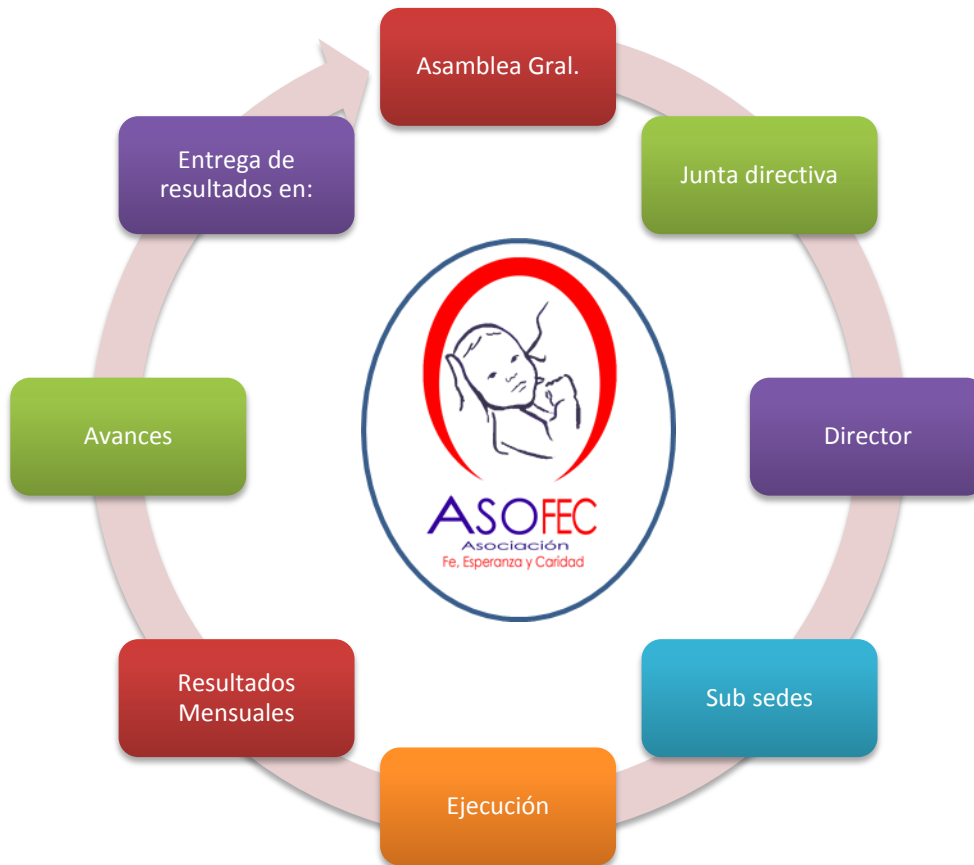 Asamblea Gral.
Junta directiva
Director
Sub sedes
Ejecución
Resultados
Mensuales
Avances
Entrega de
resultados en:
ASOFEC
Asociación
Fe, Esperanza y Caridad